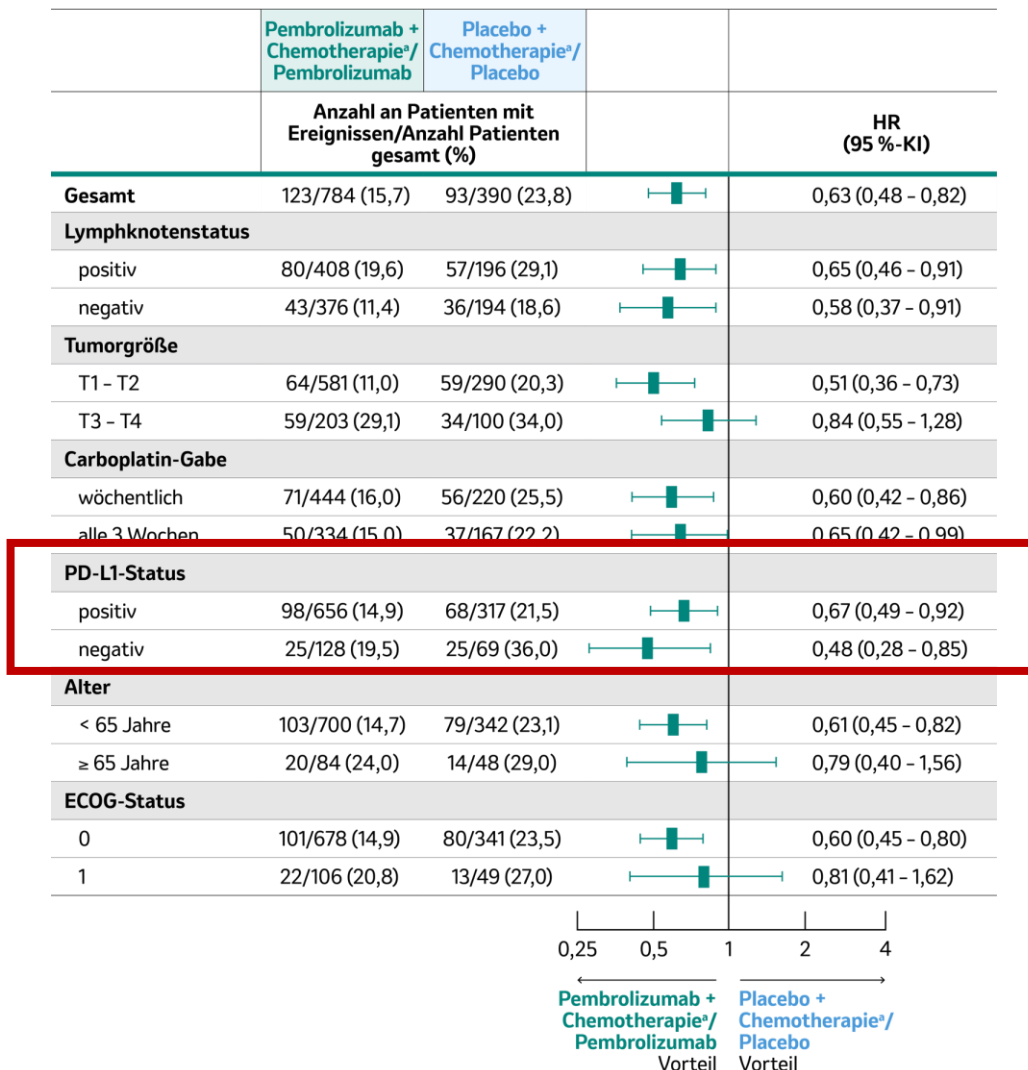 Pembrolizumab + Chemotherapieᵃ/ Pembrolizumab
Placebo + Chemotherapieᵃ/ Placebo
Anzahl an Patienten mit Ereignissen/Anzahl Patienten gesamt (%)
HR (95 %-KI)
Gesamt 123/784 (15,7) 93/390 (23,8) 0,63 (0,48 – 0,82)
Lymphknotenstatus
positiv 80/408 (19,6) 57/196 (29,1) 0,65 (0,46 – 0,91)
negativ 43/376 (11,4) 36/194 (18,6) 0,58 (0,37 – 0,91)
Tumorgröße
T1 – T2 64/581 (11,0) 59/290 (20,3) 0,51 (0,36 – 0,73)
T3 – T4 59/203 (29,1) 34/100 (34,0) 0,84 (0,55 – 1,28)
Carboplatin-Gabe
wöchentlich 71/444 (16,0) 56/220 (25,5) 0,60 (0,42 – 0,86)
alle 3 Wochen 50/334 (15,0) 37/167 (22,2) 0,65 (0,42 – 0,99)
PD-L1-Status
positiv 98/656 (14,9) 68/317 (21,5) 0,67 (0,49 – 0,92)
negativ 25/128 (19,5) 25/69 (36,0) 0,48 (0,28 – 0,85)
Alter
< 65 Jahre 103/700 (14,7) 79/342 (23,1) 0,61 (0,45 – 0,82)
≥ 65 Jahre 20/84 (24,0) 14/48 (29,0) 0,79 (0,40 – 1,56)
ECOG-Status
0 101/678 (14,9) 80/341 (23,5) 0,60 (0,45 – 0,80)
1 22/106 (20,8) 13/49 (27,0) 0,81 (0,41 – 1,62)
0,25 0,5 1 2 4
Pembrolizumab + Chemotherapieᵃ/ Pembrolizumab Vorteil
Placebo + Chemotherapieᵃ/ Placebo Vorteil